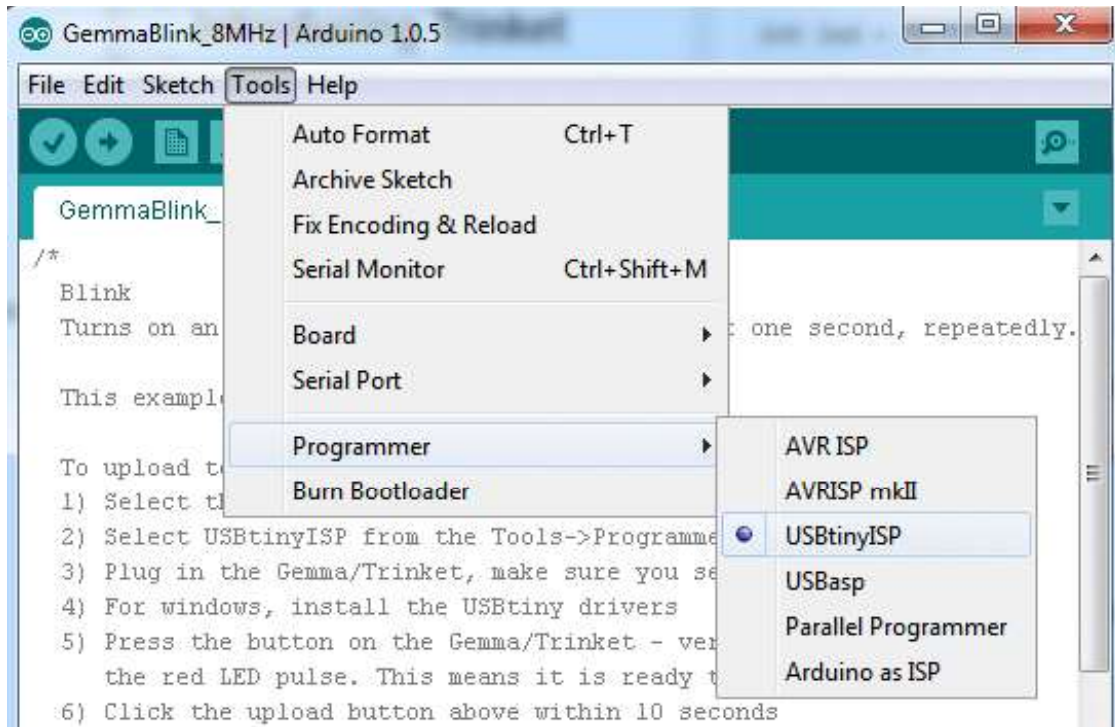 GemmaBlink_8MHz | Arduino 1.0.5
File Edit Sketch Tools Help
Auto Format Ctrl+T
Archive Sketch
Fix Encoding & Reload
Serial Monitor Ctrl+Shift+M
Board
Serial Port
Programmer
Burn Bootloader
AVR ISP
AVRISP mkII
USBtinyISP
USBasp
Parallel Programmer
Arduino as ISP
GemmaBlink_
/*
Blink
Turns on an one second, repeatedly.
This example
To upload to
1) Select th
2) Select USBtinyISP from the Tools->Programme
3) Plug in the Gemma/Trinket, make sure you se
4) For windows, install the USBtiny drivers
5) Press the button on the Gemma/Trinket - ver
the red LED pulse. This means it is ready t
6) Click the upload button above within 10 seconds